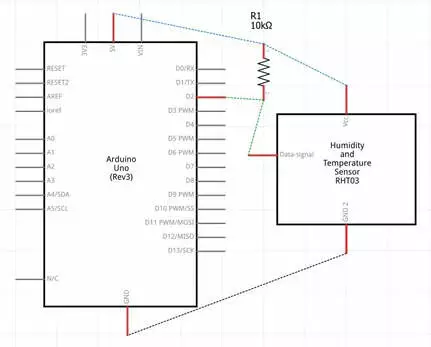 R1
10kΩ
3V3
5V
VIN
RESET
RESET2
AREF
ioref
A0
A1
A2
A3
A4/SDA
A5/SCL
N/C
Arduino
Uno
(Rev3)
D0/RX
D1/TX
D2
D3 PWM
D4
D5 PWM
D6 PWM
D7
D8
D9 PWM
D10 PWM/SS
D11 PWM/MOSI
D12/MISO
D13/SCK
GND
Vcc
Data-signal
Humidity
and
Temperature
Sensor
RHT03
GND 2